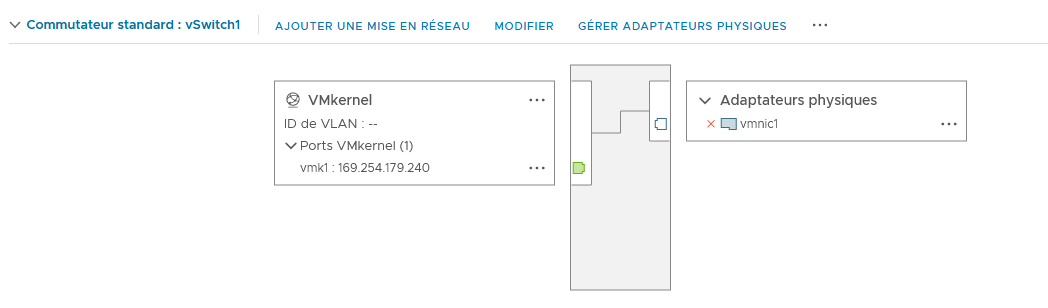 Commutateur standard : vSwitch1 AJOUTER UNE MISE EN RÉSEAU MODIFIER GÉRER ADAPTATEURS PHYSIQUES ...
VMkernel ...
ID de VLAN : --
Ports VMkernel (1)
vmk1 : 169.254.179.240 ...
Adaptateurs physiques
vmnic1 ...